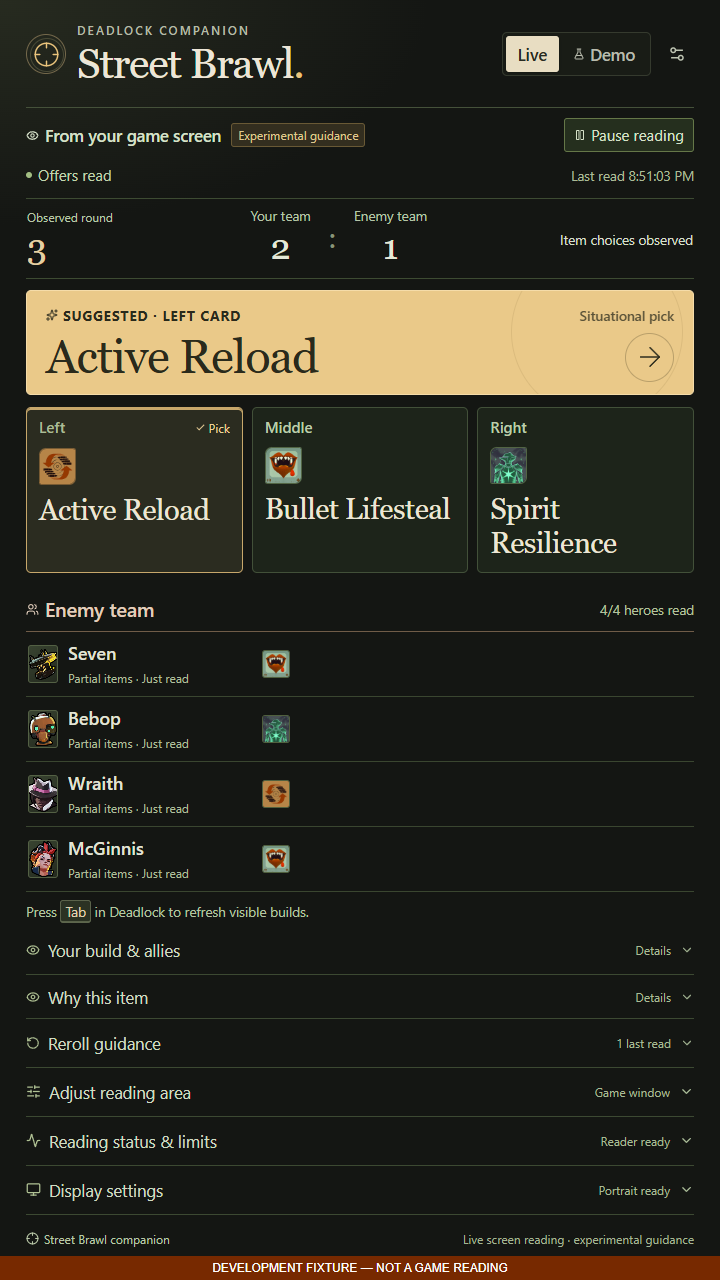 DEADLOCK COMPANION
Street Brawl.
Live
Demo
From your game screen
Experimental guidance
Pause reading
Offers read
Last read 8:51:03 PM
Observed round
Your team
Enemy team
3
2 : 1
Item choices observed
SUGGESTED · LEFT CARD
Situational pick
Active Reload
Left
Pick
Active Reload
Middle
Bullet Lifesteal
Right
Spirit
Resilience
Enemy team
4/4 heroes read
Seven
Partial items · Just read
Bebop
Partial items · Just read
Wraith
Partial items · Just read
McGinnis
Partial items · Just read
Press Tab in Deadlock to refresh visible builds.
Your build & allies
Details
Why this item
Details
Reroll guidance
1 last read
Adjust reading area
Game window
Reading status & limits
Reader ready
Display settings
Portrait ready
Street Brawl companion
Live screen reading · experimental guidance
DEVELOPMENT FIXTURE — NOT A GAME READING